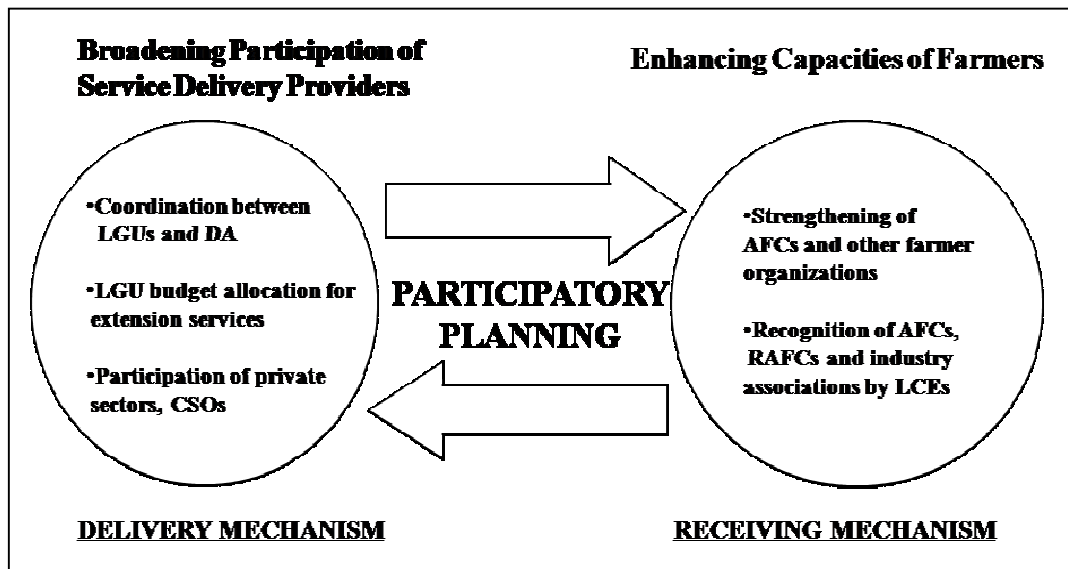 Broadening Participation of
Service Delivery Providers
Enhancing Capacities of Farmers
•Coordination between
LGUs and DA
•LGU budget allocation for
extension services
•Participation of private
sectors, CSOs
PARTICIPATORY
PLANNING
•Strengthening of
AFCs and other farmer
organizations
•Recognition of AFCs,
RAFCs and industry
associations by LCEs
DELIVERY MECHANISM
RECEIVING MECHANISM